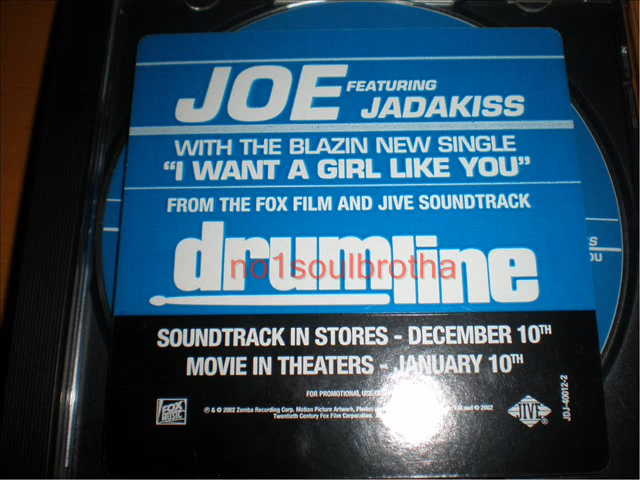 JOE FEATURING JADAKISS
WITH THE BLAZIN NEW SINGLE
"I WANT A GIRL LIKE YOU"
FROM THE FOX FILM AND JIVE SOUNDTRACK
drumline
no1soulbrotha
SOUNDTRACK IN STORES - DECEMBER 10TH
MOVIE IN THEATERS - JANUARY 10TH
FOR PROMOTIONAL USE
FOX MUSIC
℗ & © 2002 Zomba Recording Corp. Motion Picture Artwork,
© 2002
Twentieth Century Fox Film Corporation.
JIVE
JDJ-40012-2